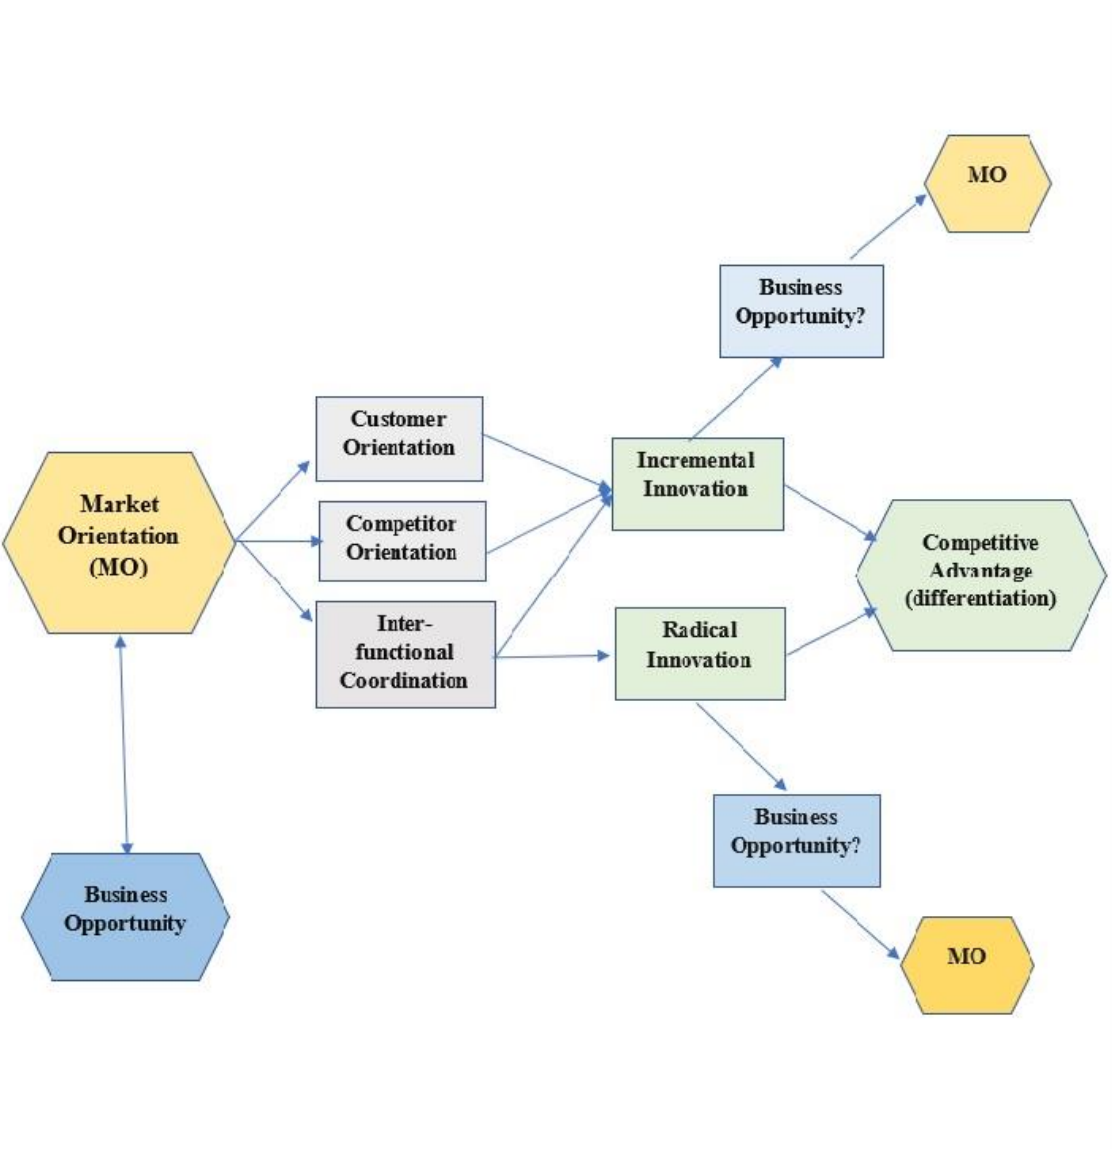 MO
Business
Opportunity?
Customer
Orientation
Incremental
Innovation
Market
Orientation
(MO)
Competitor
Orientation
Competitive
Advantage
(differentiation)
Inter-
functional
Coordination
Radical
Innovation
Business
Opportunity?
Business
Opportunity
MO